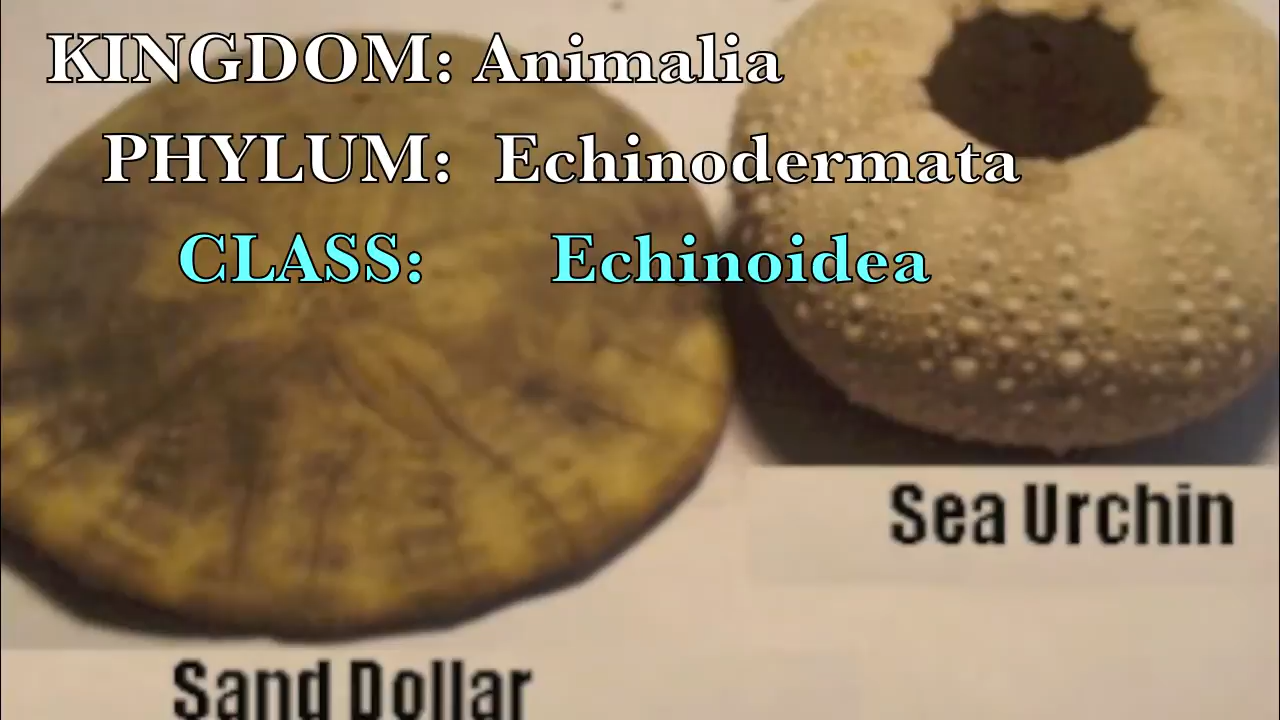 KINGDOM: Animalia
PHYLUM: Echinodermata
CLASS: Echinoidea
Sea Urchin
Sand Dollar